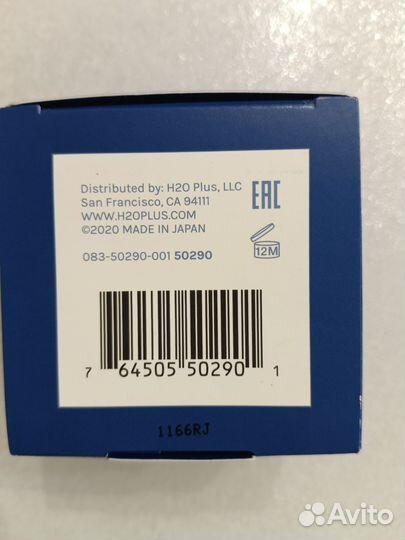 Distributed by: H2O Plus, LLC
San Francisco, CA 94111
WWW.H2OPLUS.COM
©2020 MADE IN JAPAN
EAC
12M
083-50290-001 50290
7 64505 50290 1
1166RJ
Avito